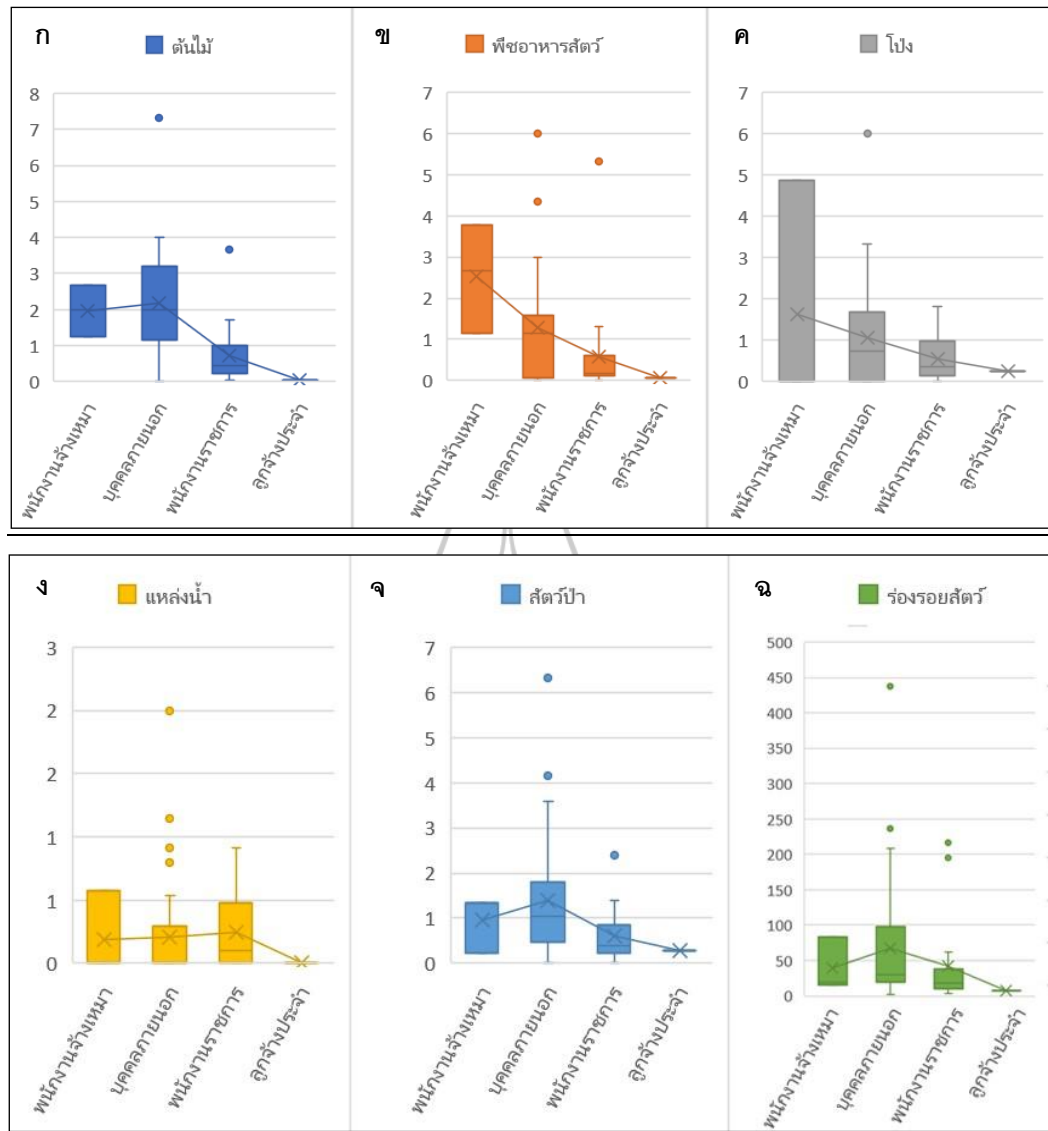 ก ต้นไม้
8
7
6
5
4
3
2
1
0
พนักงานจ้างเหมา
บุคคลภายนอก
พนักงานราชการ
ลูกจ้างประจำ
ข พืชอาหารสัตว์
7
6
5
4
3
2
1
0
พนักงานจ้างเหมา
บุคคลภายนอก
พนักงานราชการ
ลูกจ้างประจำ
ค โป่ง
7
6
5
4
3
2
1
0
พนักงานจ้างเหมา
บุคคลภายนอก
พนักงานราชการ
ลูกจ้างประจำ
ง แหล่งน้ำ
3
2
2
1
1
0
พนักงานจ้างเหมา
บุคคลภายนอก
พนักงานราชการ
ลูกจ้างประจำ
จ สัตว์ป่า
7
6
5
4
3
2
1
0
พนักงานจ้างเหมา
บุคคลภายนอก
พนักงานราชการ
ลูกจ้างประจำ
ฉ ร่องรอยสัตว์
500
450
400
350
300
250
200
150
100
50
0
พนักงานจ้างเหมา
บุคคลภายนอก
พนักงานราชการ
ลูกจ้างประจำ